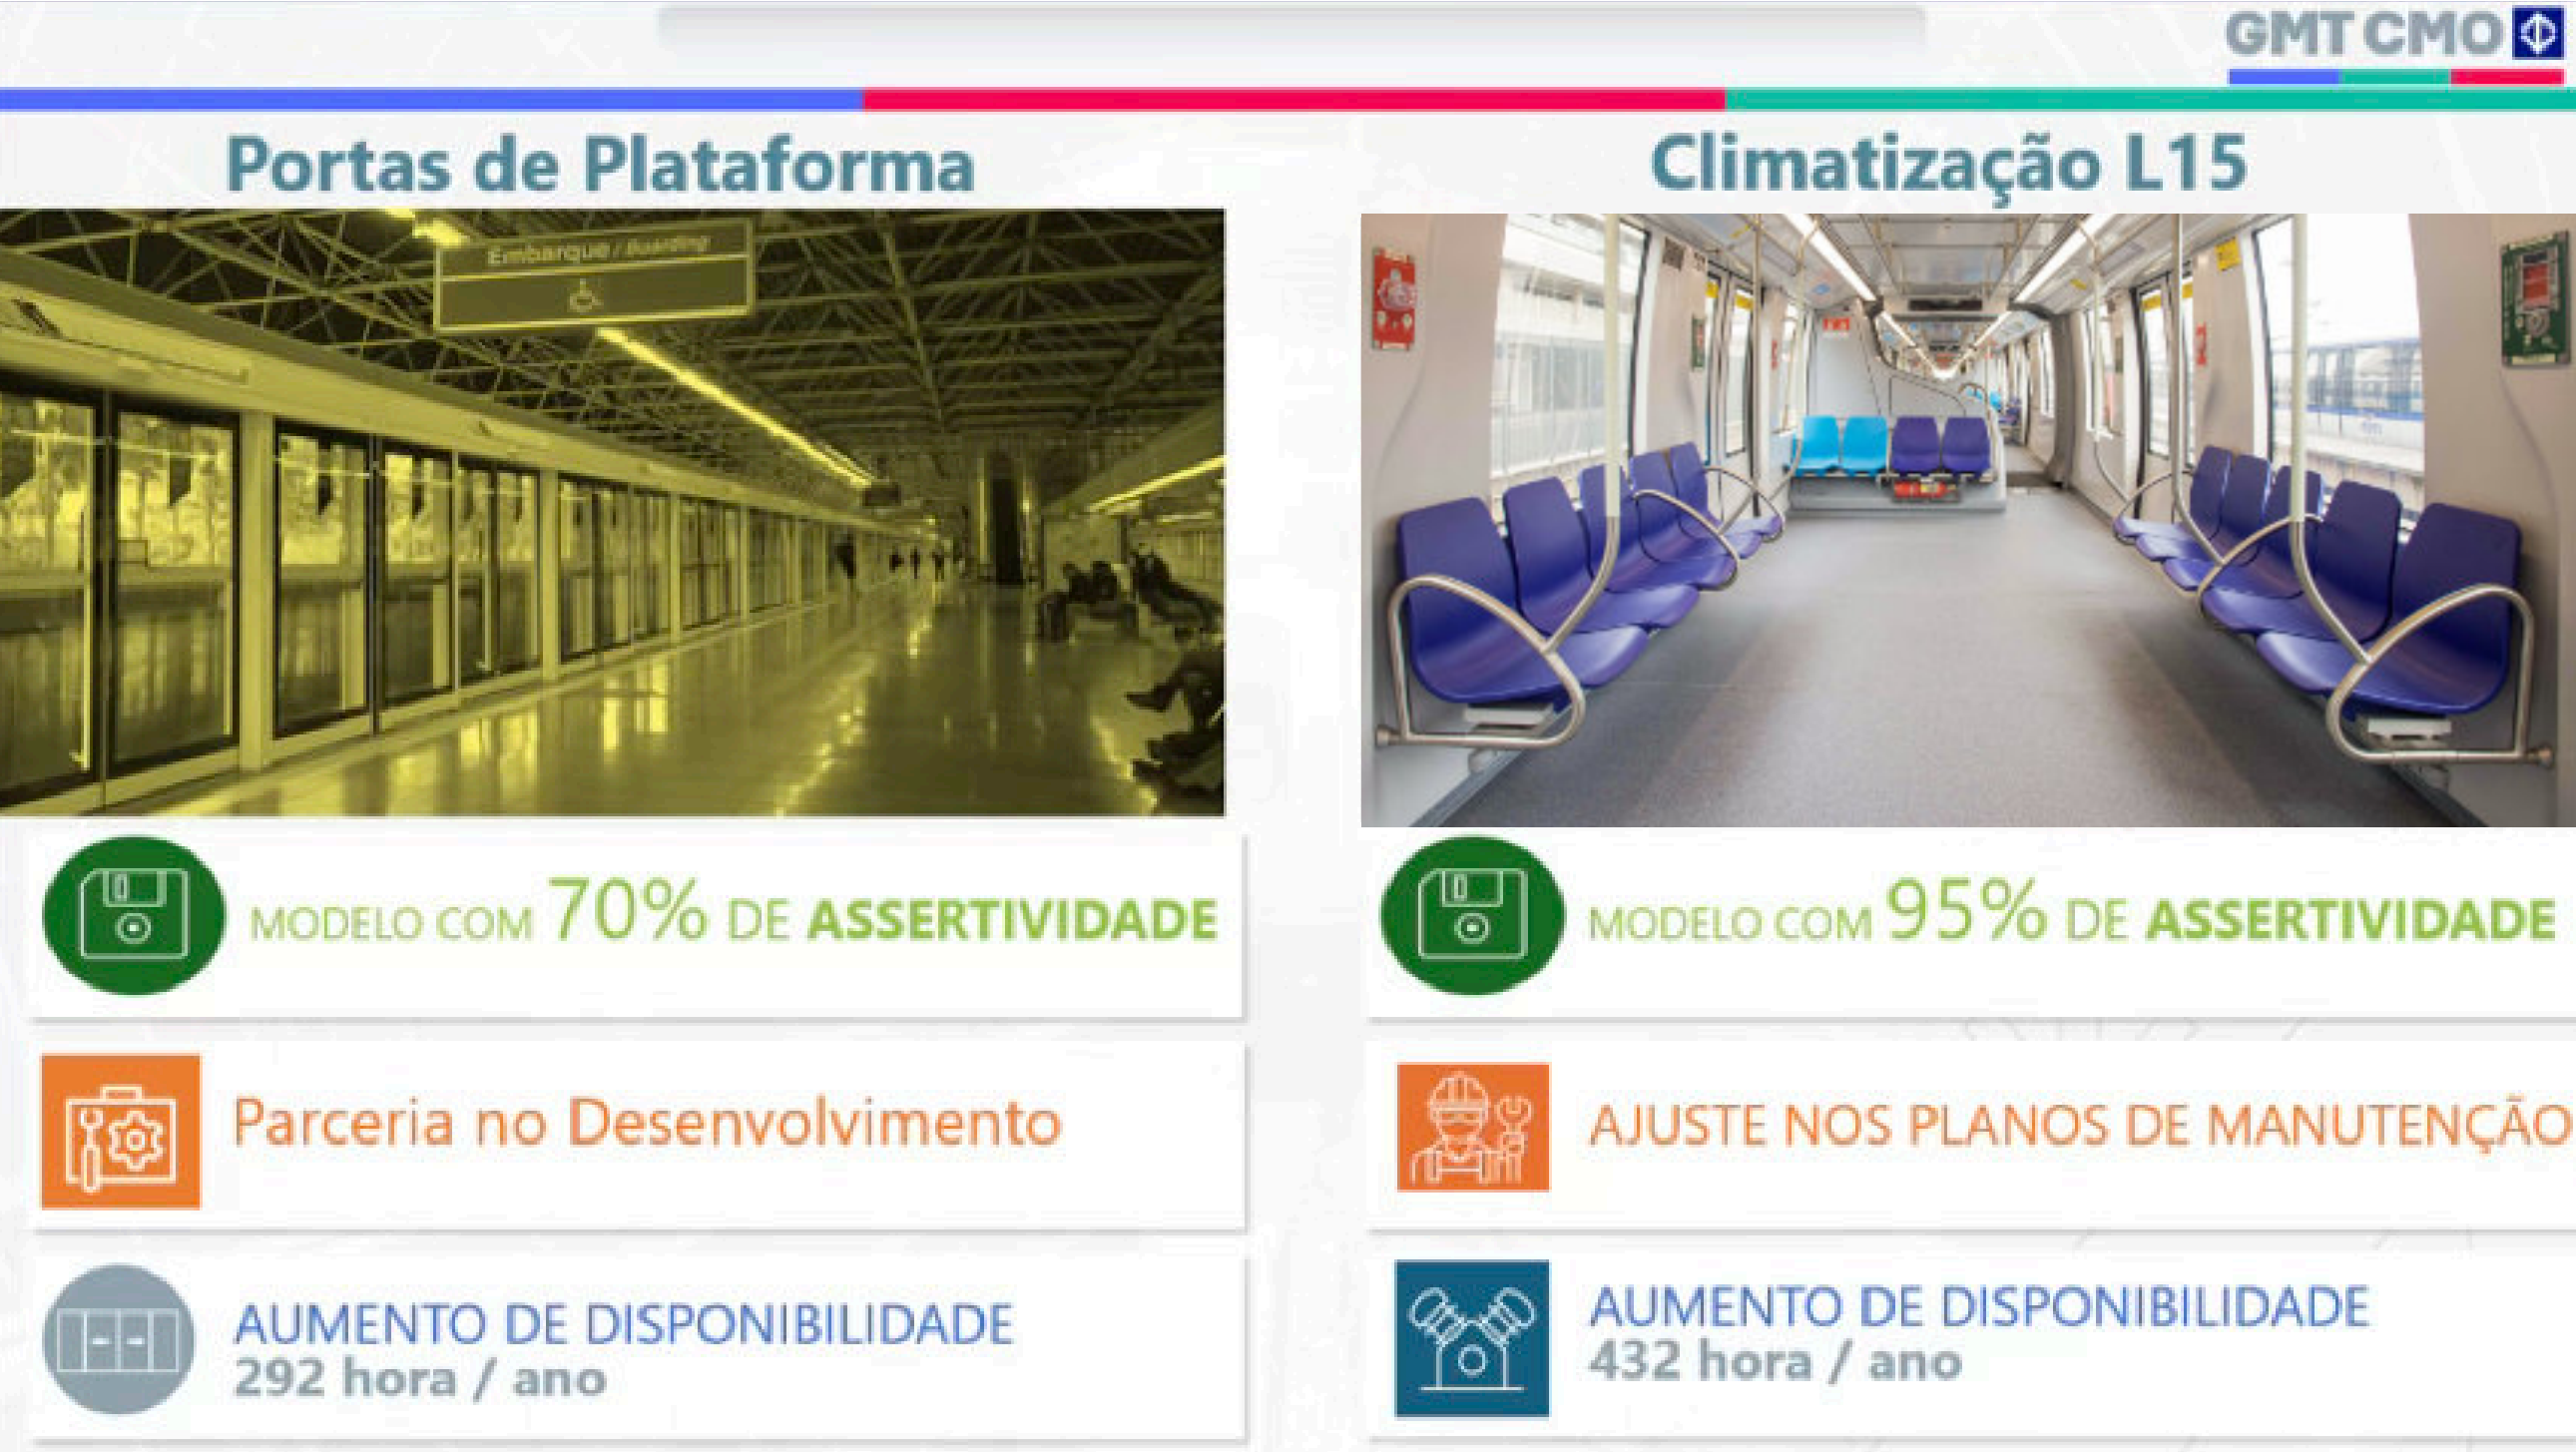 GMT CMO
Portas de Plataforma
Embarque / Boarding
MODELO COM 70% DE ASSERTIVIDADE
Parceria no Desenvolvimento
AUMENTO DE DISPONIBILIDADE
292 hora / ano
Climatização L15
MODELO COM 95% DE ASSERTIVIDADE
AJUSTE NOS PLANOS DE MANUTENÇÃO
AUMENTO DE DISPONIBILIDADE
432 hora / ano